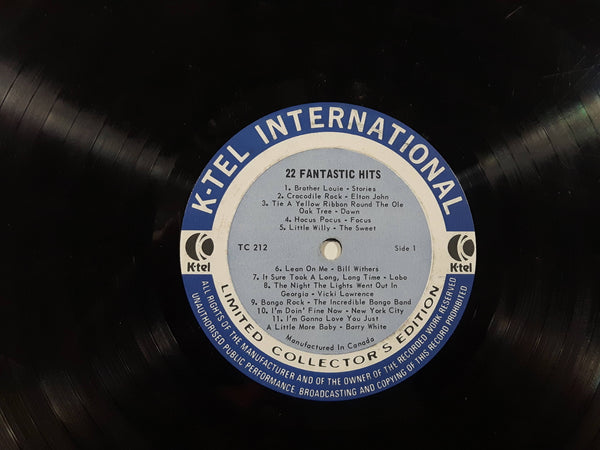 K-TEL INTERNATIONAL
22 FANTASTIC HITS
1. Brother Louie - Stories
2. Crocodile Rock - Elton John
3. Tie A Yellow Ribbon Round The Ole
Oak Tree - Dawn
4. Hocus Pocus - Focus
5. Little Willy - The Sweet
TC 212
Side 1
K-tel
K-tel
6. Lean On Me - Bill Withers
7. It Sure Took A Long, Long Time - Lobo
8. The Night The Lights Went Out In
Georgia - Vicki Lawrence
9. Bongo Rock - The Incredible Bongo Band
10. I'm Doin' Fine Now - New York City
11. I'm Gonna Love You Just
A Little More Baby - Barry White
Manufactured In Canada
LIMITED COLLECTOR'S EDITION
ALL RIGHTS OF THE MANUFACTURER AND OF THE OWNER OF THE RECORDED WORK RESERVED
UNAUTHORISED PUBLIC PERFORMANCE BROADCASTING AND COPYING OF THIS RECORD PROHIBITED